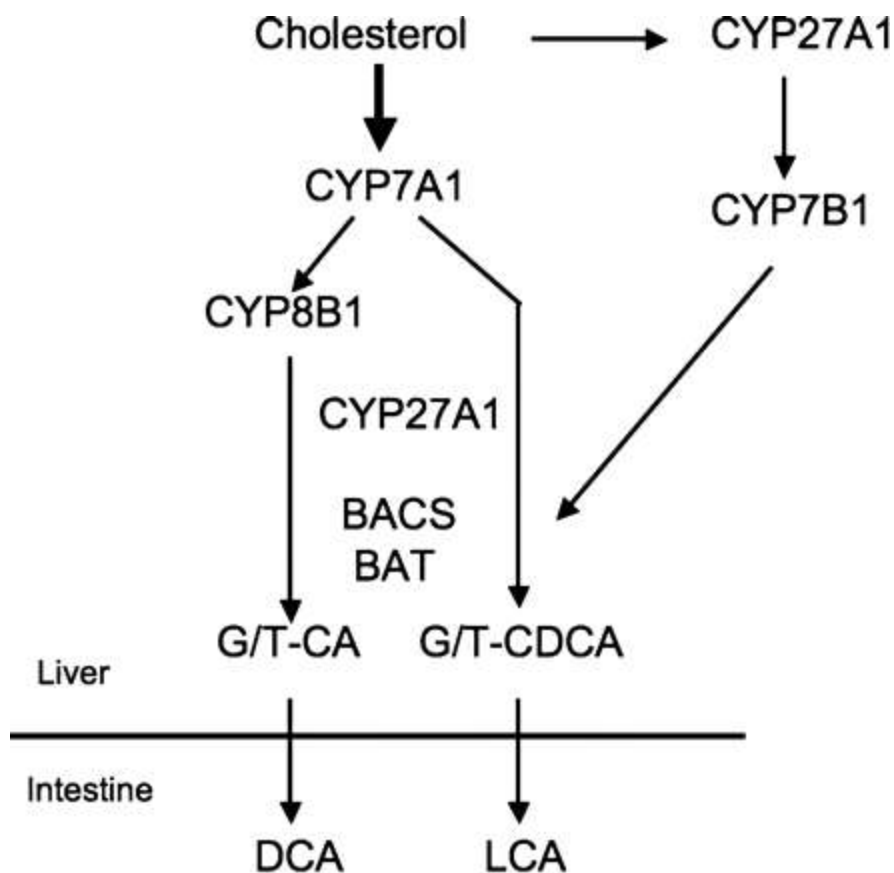 Cholesterol
CYP27A1
CYP7A1
CYP7B1
CYP8B1
CYP27A1
BACS
BAT
G/T-CA
G/T-CDCA
Liver
Intestine
DCA
LCA